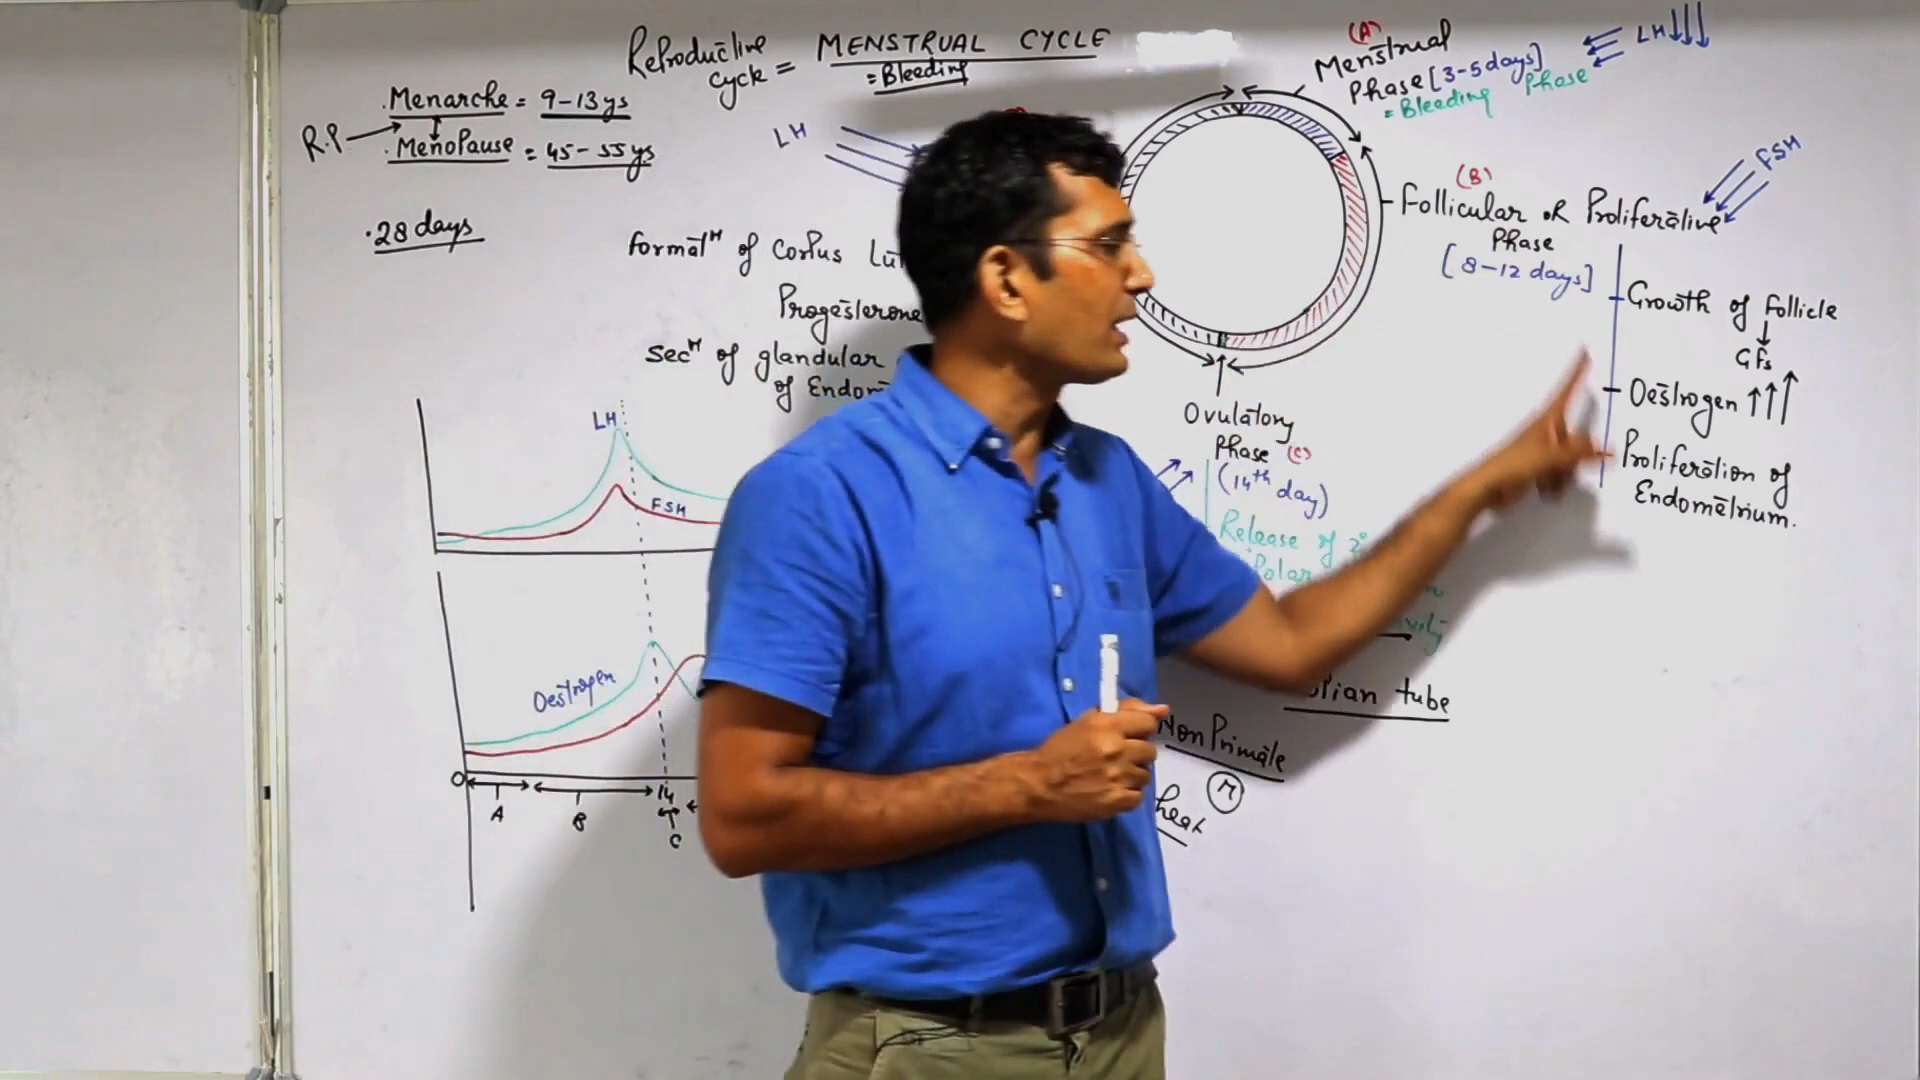 Reproductive
cycle = MENSTRUAL CYCLE
= Bleeding
. Menarche = 9-13 ys
R.P
. MenoPause = 45-55 ys
. 28 days
LH
formatⁿ of Corpus
Progesterone
Secⁿ of glandular
of
LH
FSH
Oestrogen
O
A
B
14
C
(A)
Menstrual
Phase [3-5 days]
= Bleeding Phase
LH↓↓↓
FSH
(B)
Follicular OR Proliferative
Phase
[8-12 days]
Growth of Follicle
↓
GFs
Oestrogen ↑↑↑
Proliferation of
Endometrium.
Ovulatory
Phase (C)
(14th day)
Release of 2°
Polar
tube
Non Primate
heat